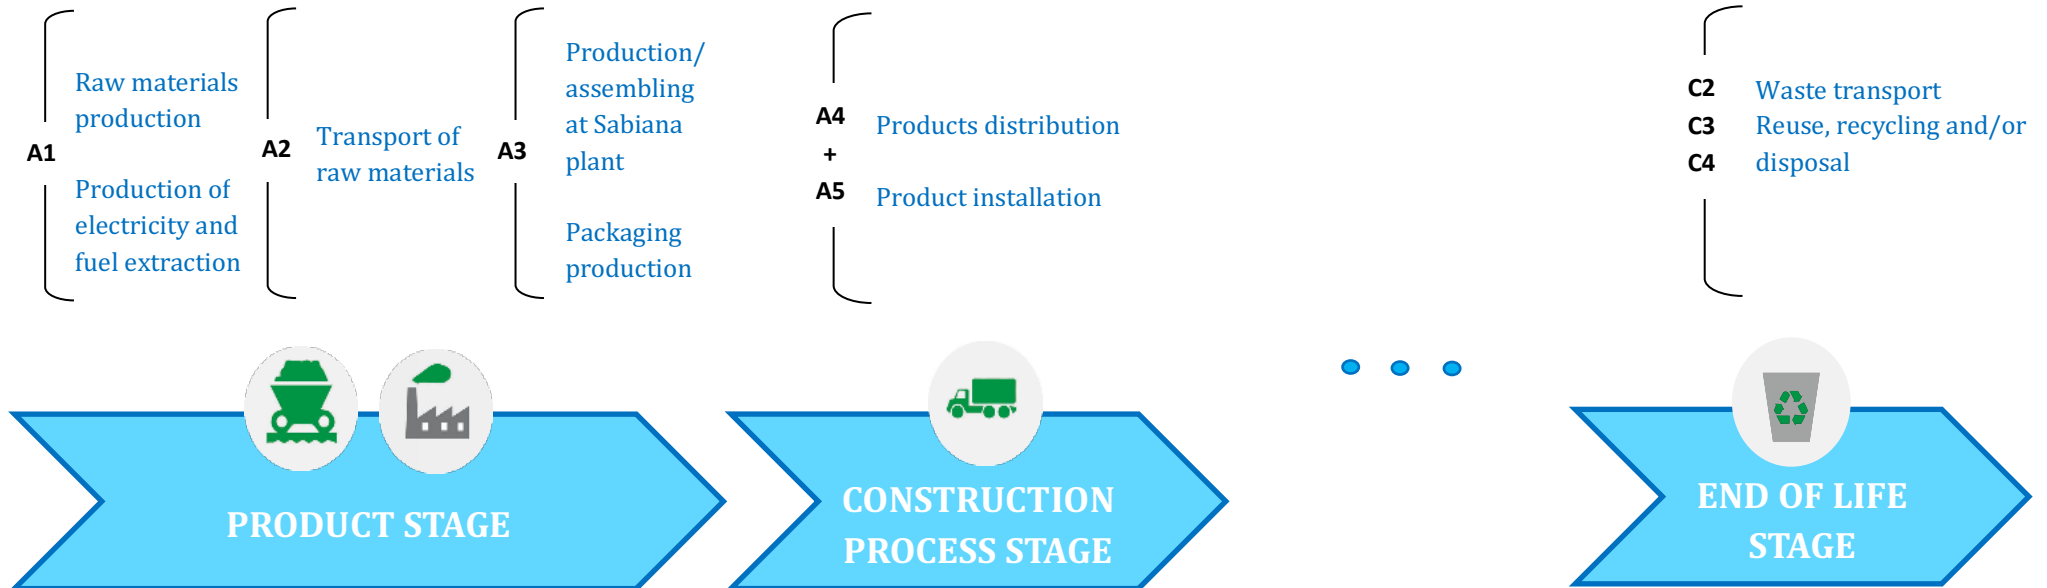 A1
Raw materials
production
Production of
electricity and
fuel extraction
A2
Transport of
raw materials
A3
Production/
assembling
at Sabiana
plant
Packaging
production
A4
+
A5
Products distribution
Product installation
C2
C3
C4
Waste transport
Reuse, recycling and/or
disposal
PRODUCT STAGE
CONSTRUCTION
PROCESS STAGE
END OF LIFE
STAGE